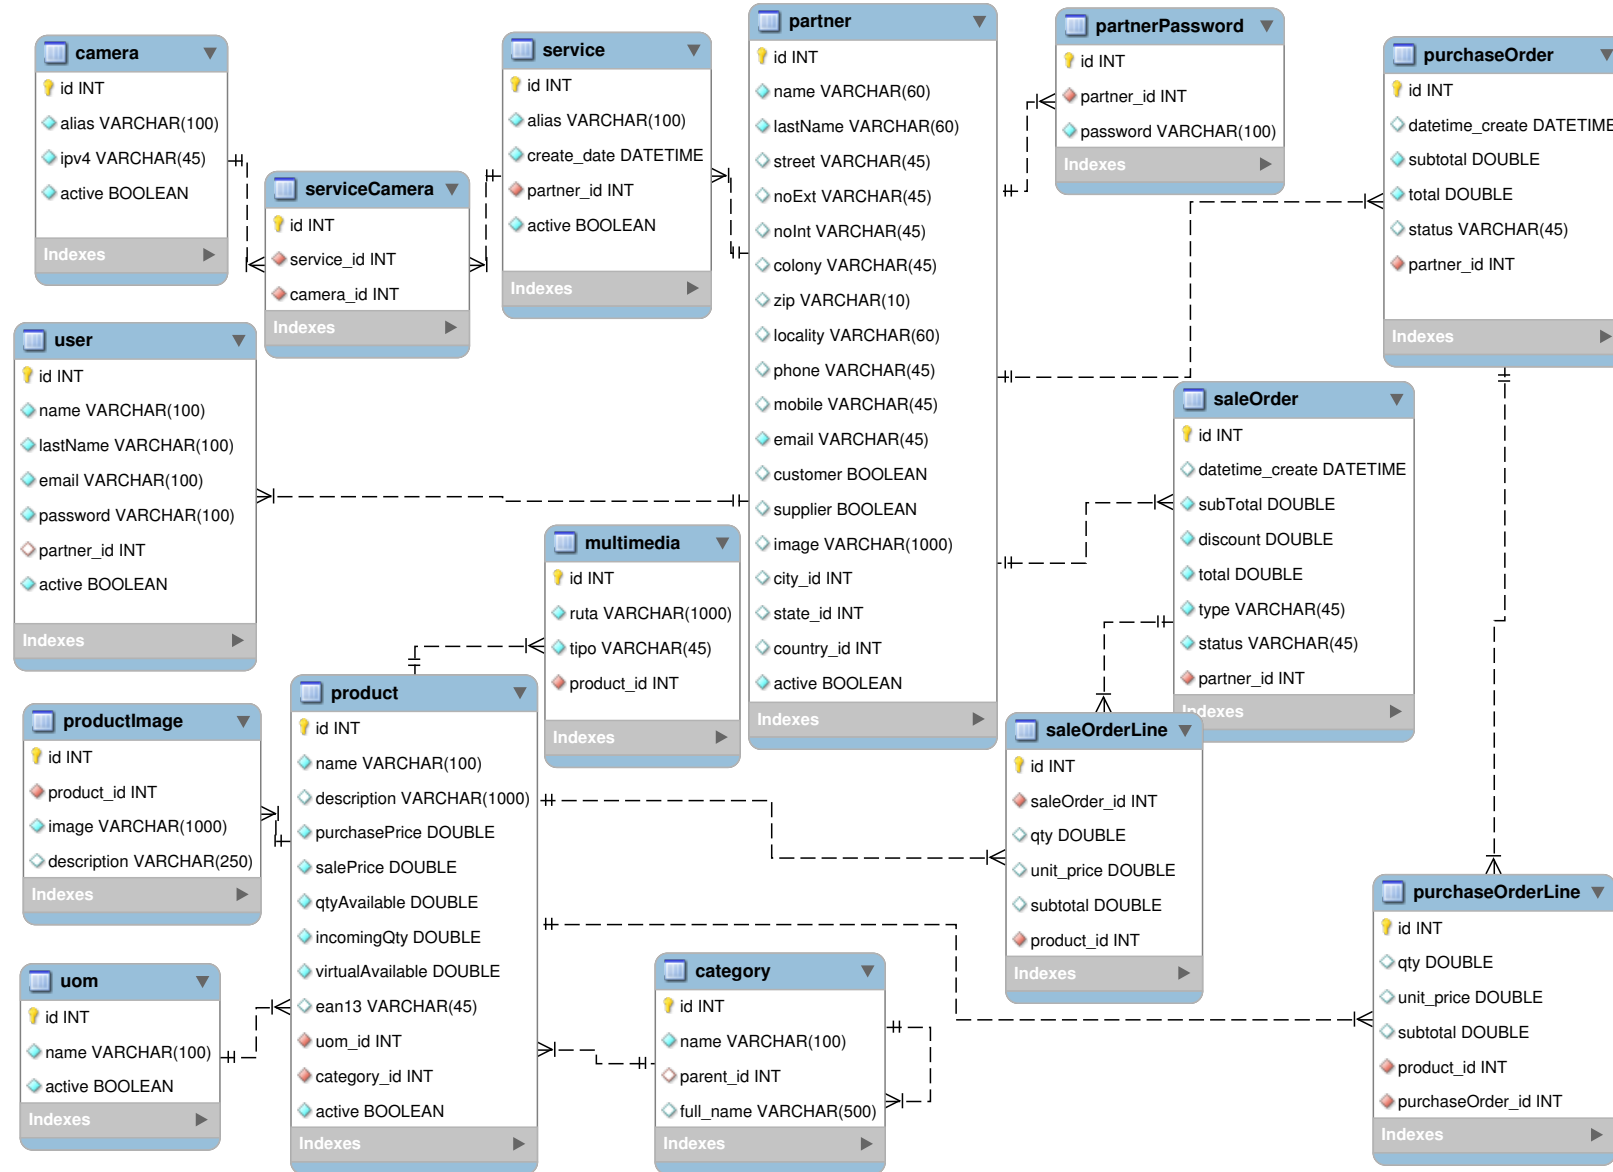 camera
id INT
alias VARCHAR(100)
ipv4 VARCHAR(45)
active BOOLEAN
Indexes
serviceCamera
id INT
service_id INT
camera_id INT
Indexes
service
id INT
alias VARCHAR(100)
create_date DATETIME
partner_id INT
active BOOLEAN
Indexes
partner
id INT
name VARCHAR(60)
lastName VARCHAR(60)
street VARCHAR(45)
noExt VARCHAR(45)
noInt VARCHAR(45)
colony VARCHAR(45)
zip VARCHAR(10)
locality VARCHAR(60)
phone VARCHAR(45)
mobile VARCHAR(45)
email VARCHAR(45)
customer BOOLEAN
supplier BOOLEAN
image VARCHAR(1000)
city_id INT
state_id INT
country_id INT
active BOOLEAN
Indexes
partnerPassword
id INT
partner_id INT
password VARCHAR(100)
Indexes
purchaseOrder
id INT
datetime_create DATETIME
subtotal DOUBLE
total DOUBLE
status VARCHAR(45)
partner_id INT
Indexes
user
id INT
name VARCHAR(100)
lastName VARCHAR(100)
email VARCHAR(100)
password VARCHAR(100)
partner_id INT
active BOOLEAN
Indexes
saleOrder
id INT
datetime_create DATETIME
subTotal DOUBLE
discount DOUBLE
total DOUBLE
type VARCHAR(45)
status VARCHAR(45)
partner_id INT
Indexes
multimedia
id INT
ruta VARCHAR(1000)
tipo VARCHAR(45)
product_id INT
Indexes
productImage
id INT
product_id INT
image VARCHAR(1000)
description VARCHAR(250)
Indexes
product
id INT
name VARCHAR(100)
description VARCHAR(1000)
purchasePrice DOUBLE
salePrice DOUBLE
qtyAvailable DOUBLE
incomingQty DOUBLE
virtualAvailable DOUBLE
ean13 VARCHAR(45)
uom_id INT
category_id INT
active BOOLEAN
Indexes
saleOrderLine
id INT
saleOrder_id INT
qty DOUBLE
unit_price DOUBLE
subtotal DOUBLE
product_id INT
Indexes
purchaseOrderLine
id INT
qty DOUBLE
unit_price DOUBLE
subtotal DOUBLE
product_id INT
purchaseOrder_id INT
Indexes
uom
id INT
name VARCHAR(100)
active BOOLEAN
Indexes
category
id INT
name VARCHAR(100)
parent_id INT
full_name VARCHAR(500)
Indexes